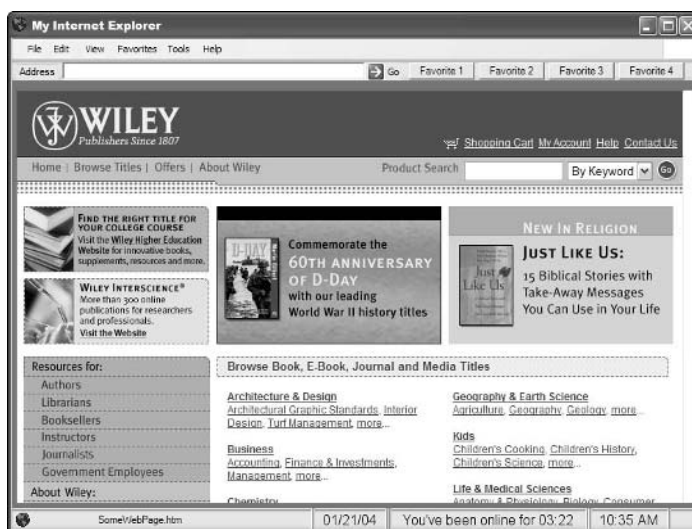 My Internet Explorer
File Edit View Favorites Tools Help
Address Go Favorite 1 Favorite 2 Favorite 3 Favorite 4
WILEY
Publishers Since 1807
Shopping Cart My Account Help Contact Us
Home | Browse Titles | Offers | About Wiley
Product Search By Keyword Go
FIND THE RIGHT TITLE FOR
YOUR COLLEGE COURSE
Visit the Wiley Higher Education
Website for innovative books,
supplements, resources and more.
WILEY INTERSCIENCE®
More than 300 online
publications for researchers
and professionals.
Visit the Website
D-DAY
Commemorate the
60TH ANNIVERSARY
OF D-DAY
with our leading
World War II history titles
NEW IN RELIGION
Just
Like Us
JUST LIKE US:
15 Biblical Stories with
Take-Away Messages
You Can Use in Your Life
Resources for:
Authors
Librarians
Booksellers
Instructors
Journalists
Government Employees
About Wiley:
Browse Book, E-Book, Journal and Media Titles
Architecture & Design
Architectural Graphic Standards, Interior
Design, Turf Management, more...
Business
Accounting, Finance & Investments,
Management, more...
Chemistry
Geography & Earth Science
Agriculture, Geography, Geology, more...
Kids
Children's Cooking, Children's History,
Children's Science, more...
Life & Medical Sciences
Anatomy & Physiology, Biology, Consumer
SomeWebPage.htm 01/21/04 You've been online for 03:22 10:35 AM